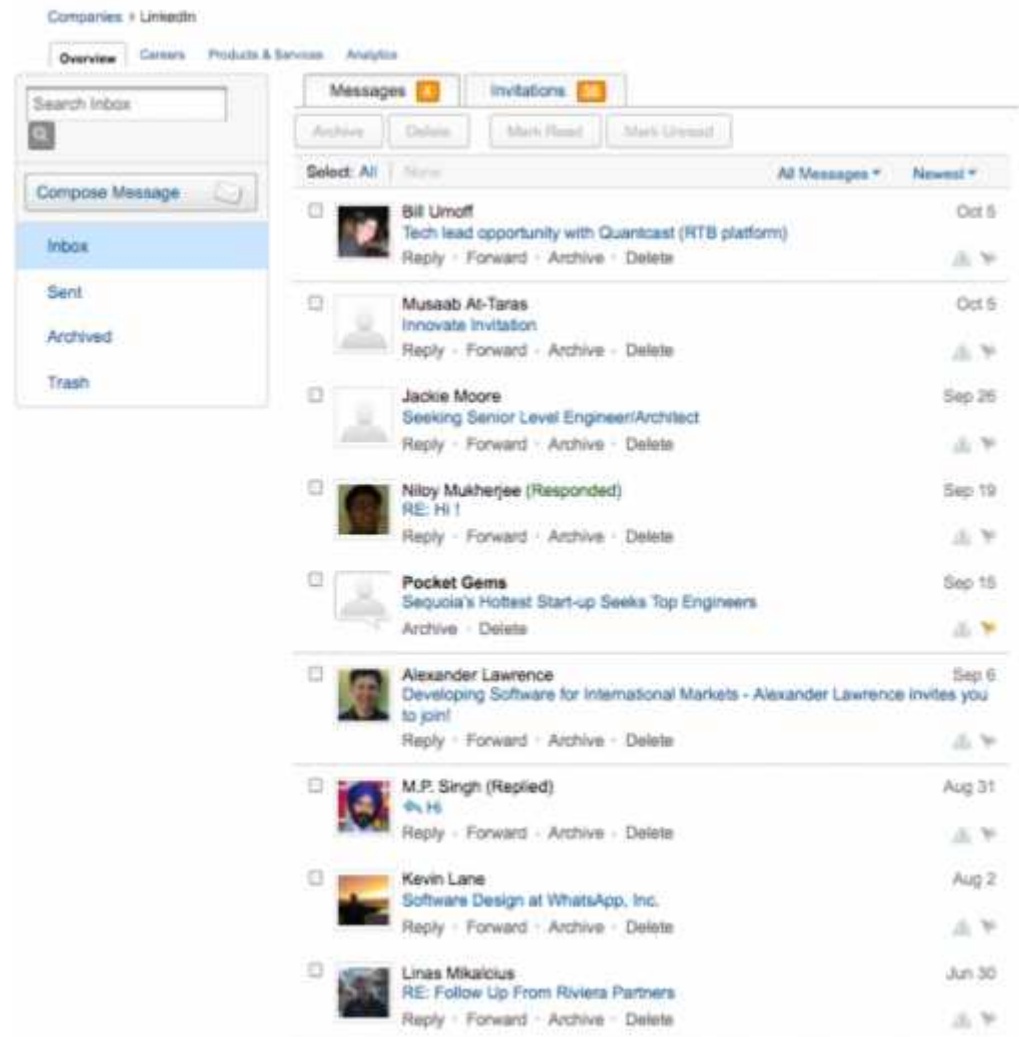 Companies › LinkedIn
Overview Careers Products & Services Analytics
Search Inbox
Compose Message
Inbox
Sent
Archived
Trash
Messages 4 Invitations
Archive Delete Mark Read Mark Unread
Select: All None All Messages Newest
Bill Urnoff Oct 5
Tech lead opportunity with Quantcast (RTB platform)
Reply · Forward · Archive · Delete
Musaab At-Taras Oct 5
Innovate Invitation
Reply · Forward · Archive · Delete
Jackie Moore Sep 26
Seeking Senior Level Engineer/Architect
Reply · Forward · Archive · Delete
Niloy Mukherjee (Responded) Sep 19
RE: Hi !
Reply · Forward · Archive · Delete
Pocket Gems Sep 15
Sequoia's Hottest Start-up Seeks Top Engineers
Archive · Delete
Alexander Lawrence Sep 6
Developing Software for International Markets - Alexander Lawrence invites you
to join!
Reply · Forward · Archive · Delete
M.P. Singh (Replied) Aug 31
Hi
Reply · Forward · Archive · Delete
Kevin Lane Aug 2
Software Design at WhatsApp, Inc.
Reply · Forward · Archive · Delete
Linas Mikalcius Jun 30
RE: Follow Up From Riviera Partners
Reply · Forward · Archive · Delete